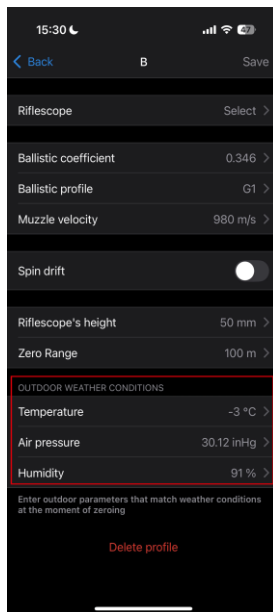 15:30
47
Back B Save
Riflescope Select
Ballistic coefficient 0.346
Ballistic profile G1
Muzzle velocity 980 m/s
Spin drift
Riflescope's height 50 mm
Zero Range 100 m
OUTDOOR WEATHER CONDITIONS
Temperature -3 °C
Air pressure 30.12 inHg
Humidity 91 %
Enter outdoor parameters that match weather conditions
at the moment of zeroing
Delete profile